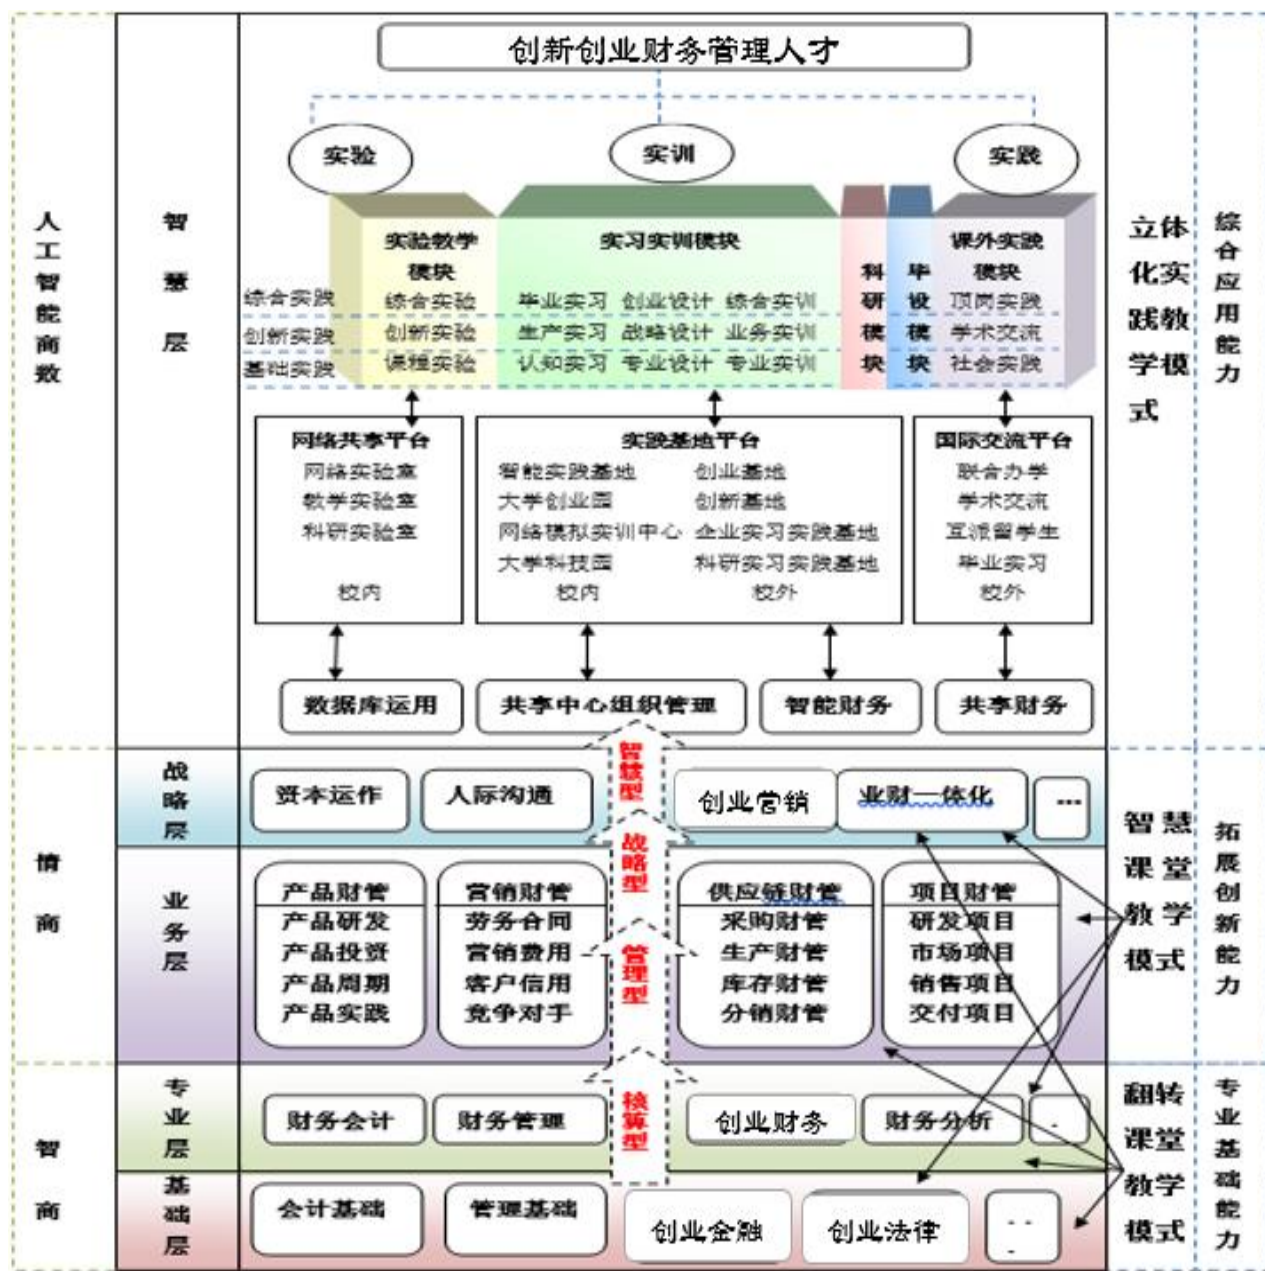 创新创业财务管理人才
实验
实训
实践
人工智能商数
智慧层
实验教学模块
实习实训模块
科研模块
毕设模块
课外实践模块
综合实践
综合实验
毕业实习 创业设计 综合实训
顶岗实践
创新实践
创新实验
生产实习 战略设计 业务实训
学术交流
基础实践
课程实验
认知实习 专业设计 专业实训
社会实践
立体化实践教学模式
综合应用能力
网络共享平台
网络实验室
教学实验室
科研实验室
校内
实践基地平台
智能实践基地 创业基地
大学创业园 创新基地
网络模拟实训中心 企业实习实践基地
大学科技园 科研实习实践基地
校内 校外
国际交流平台
联合办学
学术交流
互派留学生
毕业实习
校外
数据库运用
共享中心组织管理
智能财务
共享财务
智慧型
战略型
管理型
核算型
情商
战略层
资本运作
人际沟通
创业营销
业财一体化
...
业务层
产品财管
产品研发
产品投资
产品周期
产品实践
营销财管
劳务合同
营销费用
客户信用
竞争对手
供应链财管
采购财管
生产财管
库存财管
分销财管
项目财管
研发项目
市场项目
销售项目
交付项目
智慧课堂教学模式
拓展创新能力
智商
专业层
财务会计
财务管理
创业财务
财务分析
.
基础层
会计基础
管理基础
创业金融
创业法律
- -
-
翻转课堂教学模式
专业基础能力